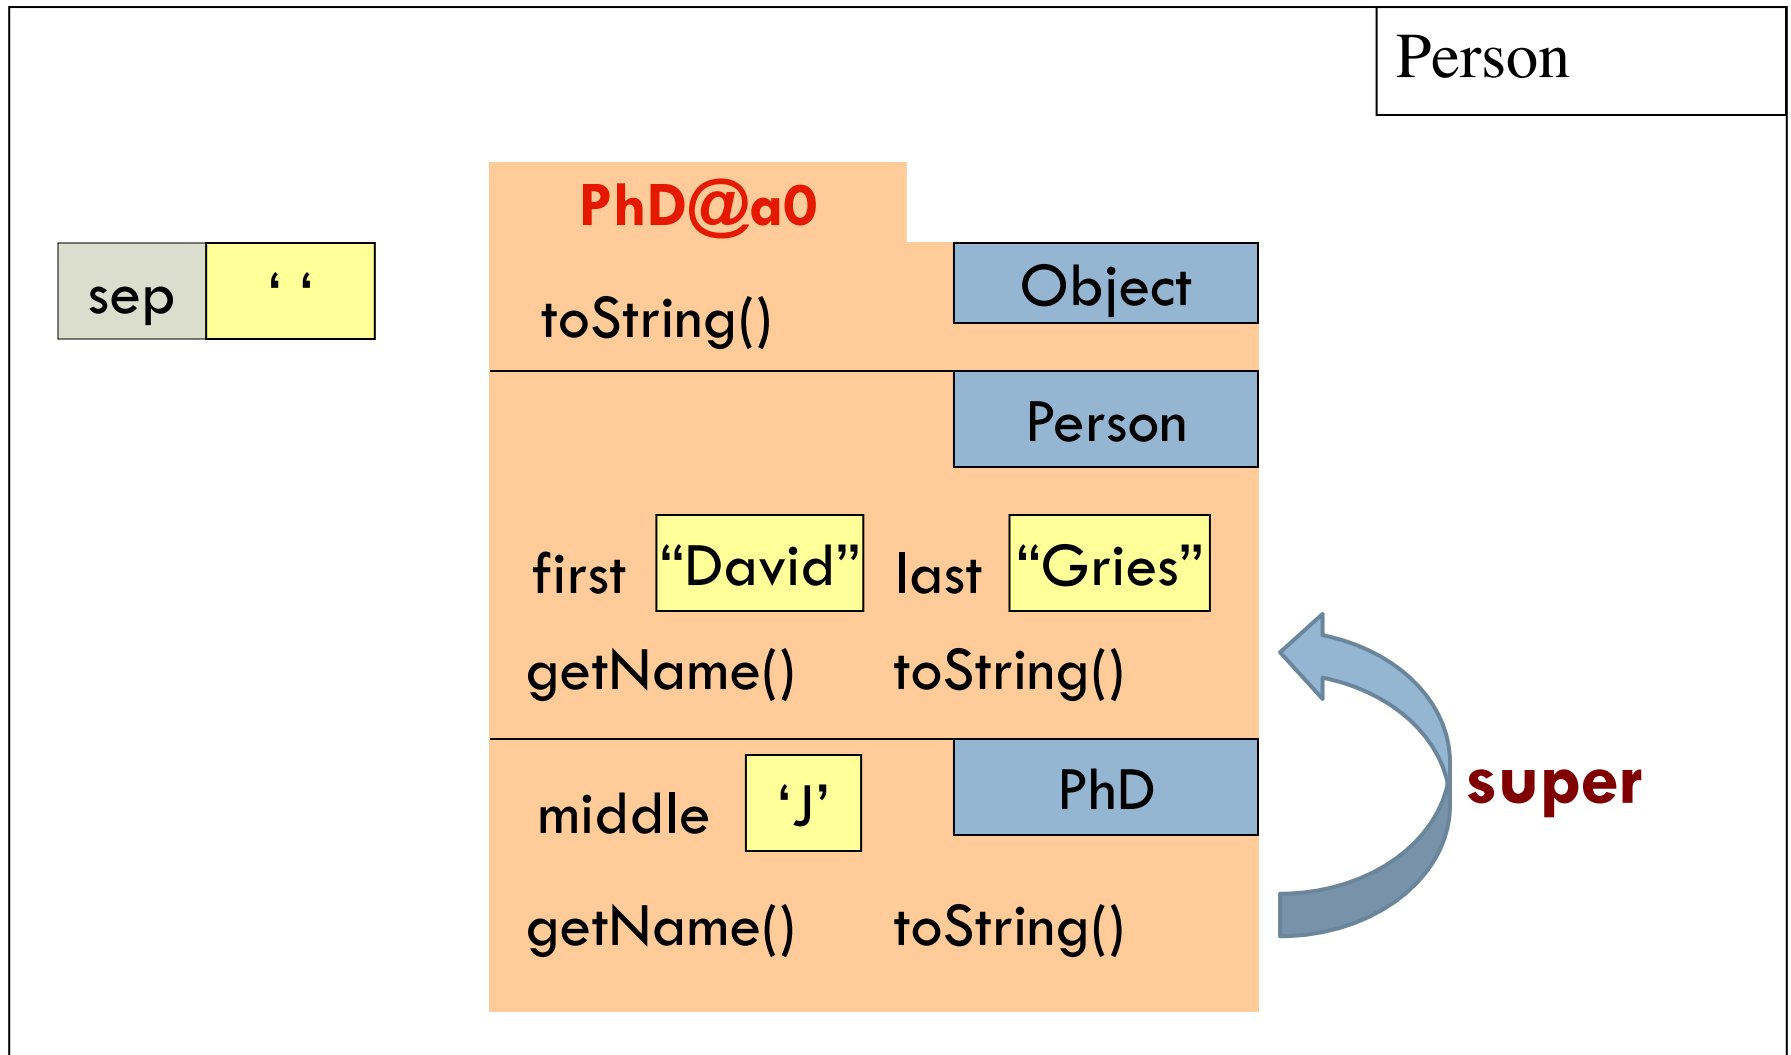 Person
PhD@a0
sep ‘ ‘
toString() Object
Person
first “David” last “Gries”
getName() toString()
middle ‘J’ PhD
super
getName() toString()